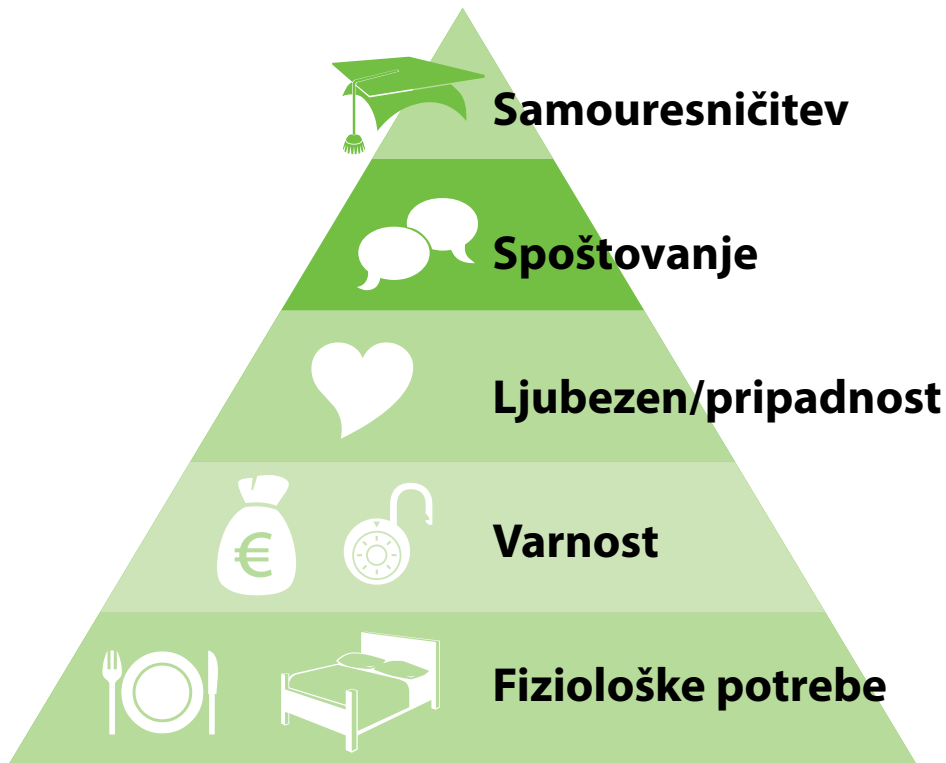 Samouresničitev
Spoštovanje
Ljubezen/pripadnost
€
Varnost
Fiziološke potrebe